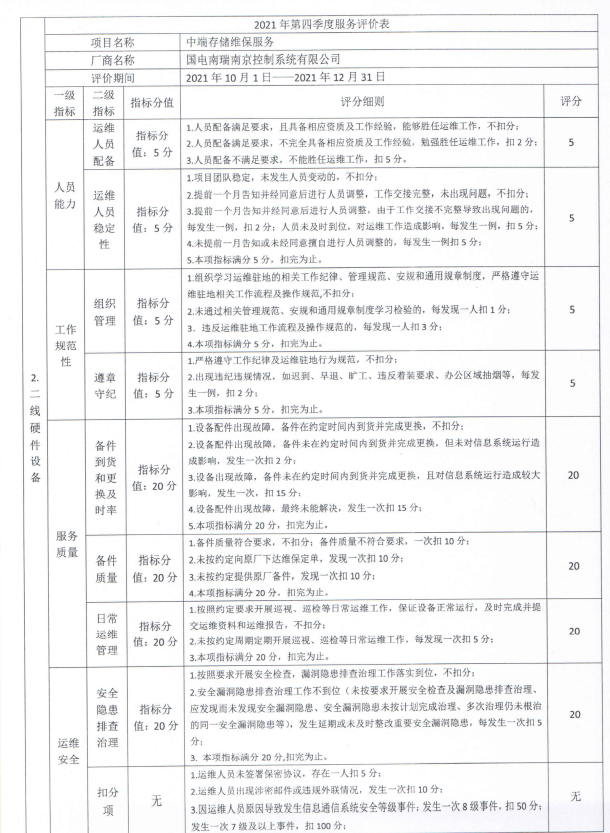 2021 年第四季度服务评价表
项目名称
中端存储维保服务
厂商名称
国电南瑞南京控制系统有限公司
评价期间
2021 年 10 月 1 日——2021 年 12 月 31 日
一级
指标
二级
指标
指标分值
评分细则
评分
2.
二
线
硬
件
设
备
人员
能力
运维
人员
配备
指标分
值：5 分
1.人员配备满足要求，且具备相应资质及工作经验，能够胜任运维工作，不扣分；
2.人员配备满足要求，不完全具备相应资质及工作经验，勉强胜任运维工作，扣 2 分；
3.人员配备不满足要求，不能胜任运维工作，扣 5 分。
5
运维
人员
稳定
性
指标分
值：5 分
1.项目团队稳定，未发生人员变动的，不扣分；
2.提前一个月告知并经同意后进行人员调整，工作交接完整，未出现问题，不扣分；
3.提前一个月告知并经同意后进行人员调整，由于工作交接不完整导致出现问题的，
每发生一例，扣 2 分；人员未及时到位，对运维工作造成影响，每发生一例，扣 5 分；
4.未提前一月告知或未经同意擅自进行人员调整的，每发生一例扣 5 分；
5.本项指标满分 5 分，扣完为止。
5
工作
规范
性
组织
管理
指标分
值：5 分
1.组织学习运维驻地的相关工作纪律、管理规范、安规和通用规章制度，严格遵守运
维驻地相关工作流程及操作规范,不扣分；
2.未通过相关管理规范、安规和通用规章制度学习检验的，每发现一人扣 1 分；
3．违反运维驻地工作流程及操作规范的，每发现一人扣 3 分；
4.本项指标满分 5 分，扣完为止。
5
遵章
守纪
指标分
值：5 分
1.严格遵守工作纪律及运维驻地行为规范，不扣分；
2.出现违纪违规情况，如迟到、早退、旷工、违反着装要求、办公区域抽烟等，每发
生一例，扣 2 分；
3.本项指标满分 5 分，扣完为止。
5
服务
质量
备件
到货
和更
换及
时率
指标分
值：20 分
1.设备配件出现故障，备件在约定时间内到货并完成更换，不扣分；
2.设备配件出现故障，备件未在约定时间内到货并完成更换，但未对信息系统运行造
成影响，发生一次扣 2 分；
3.设备出现故障，备件未在约定时间内到货并完成更换，且对信息系统运行造成较大
影响，发生一次，扣 15 分；
4.设备配件出现故障，最终未能解决，发生一次扣 15 分；
5.本项指标满分 20 分，扣完为止。
20
备件
质量
指标分
值：20 分
1.备件质量符合要求，不扣分；备件质量不符合要求，一次扣 10 分；
2.未按约定向原厂下达维保定单，发现一次扣 10 分；
3.未按约定提供原厂备件，发现一次扣 10 分；
4.本项指标满分 20 分，扣完为止。
20
日常
运维
管理
指标分
值：20 分
1.按照约定要求开展巡视、巡检等日常运维工作，保证设备正常运行，及时完成并提
交运维资料和运维报告，不扣分；
2.未按约定周期定期开展巡视、巡检等日常运维工作，每发现一次扣 5 分；
3.本项指标满分 20 分，扣完为止。
20
运维
安全
安全
隐患
排查
治理
指标分
值：20 分
1.按照要求开展安全检查，漏洞隐患排查治理工作落实到位，不扣分；
2.安全漏洞隐患排查治理工作不到位（未按要求开展安全检查及漏洞隐患排查治理、
应发现而未发现安全漏洞隐患、安全漏洞隐患未按计划完成治理、多次治理仍未根治
的同一安全漏洞隐患等），发生延期或未及时整改重要安全漏洞隐患，每发生一次扣 5
分；
3. 本项指标满分 20 分,扣完为止。
20
扣分
项
无
1.运维人员未签署保密协议，存在一人扣 5 分；
2.运维人员出现涉密邮件或违规外联情况，发生一次扣 10 分；
3.因运维人员原因导致发生信息通信系统安全等级事件；发生一次 8 级事件，扣 50 分；
发生一次 7 级及以上事件，扣 100 分；
无